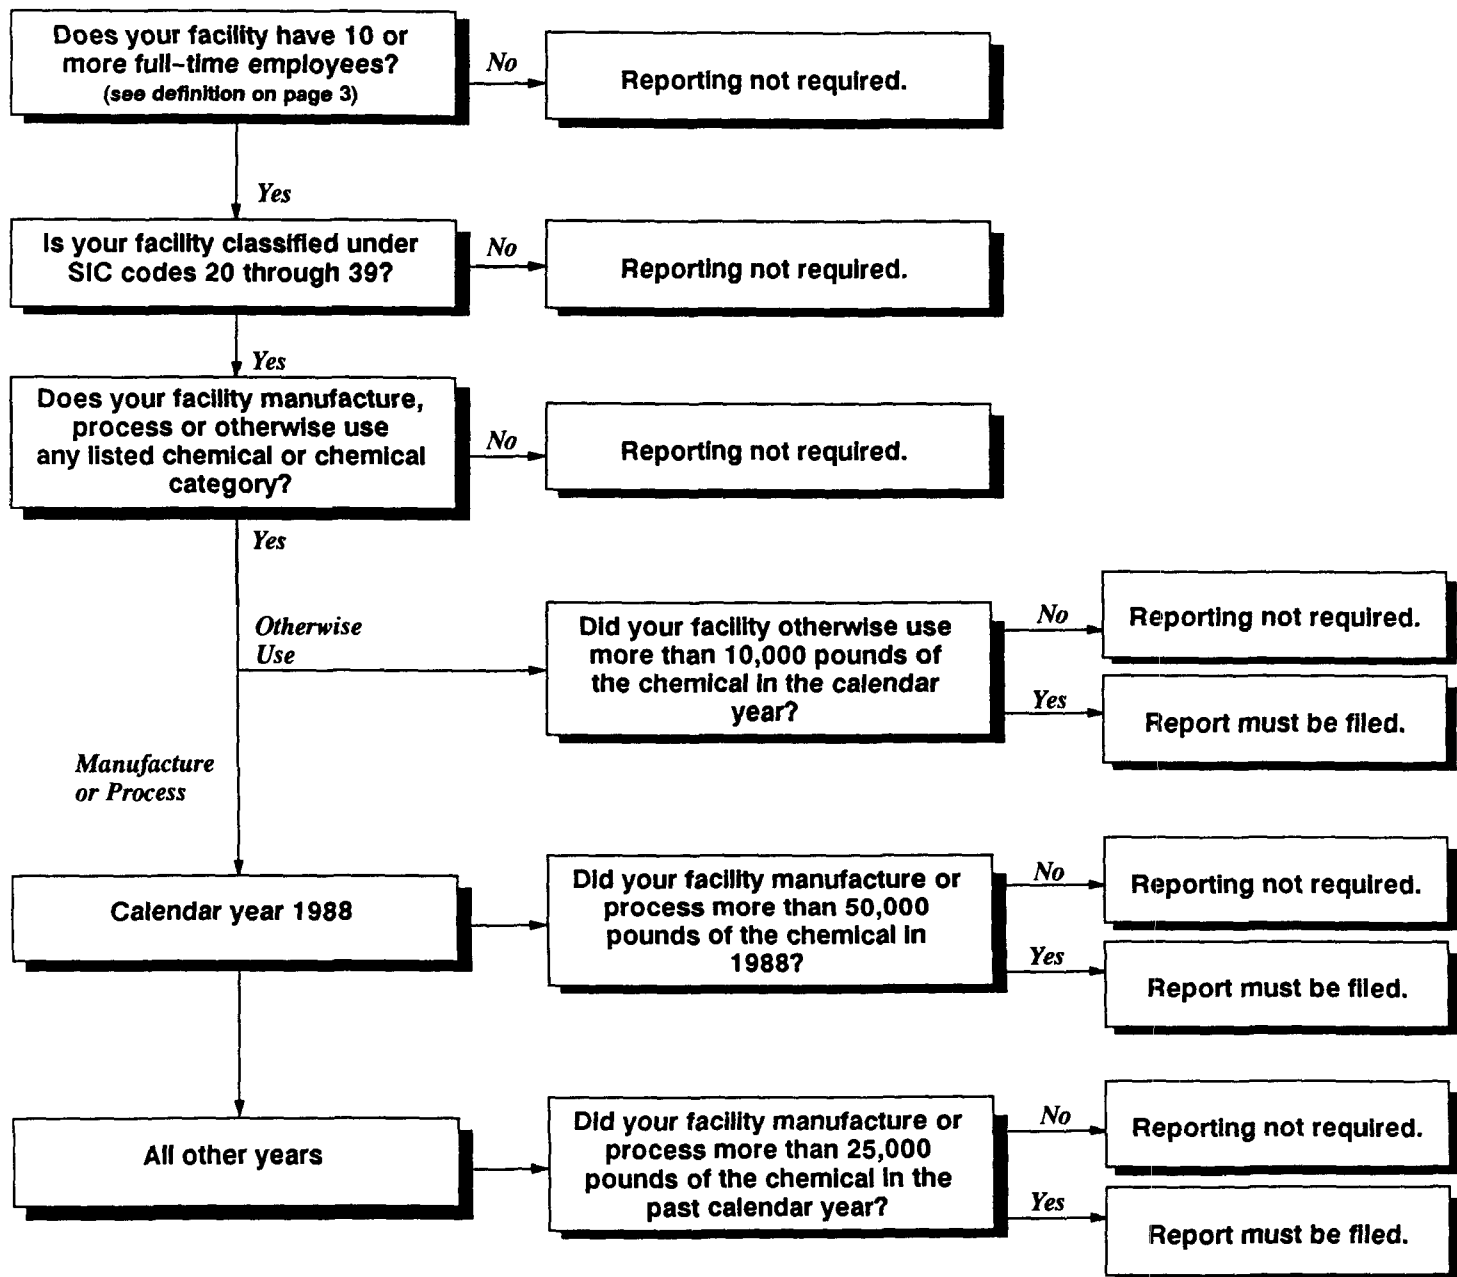 Does your facility have 10 or
more full-time employees?
(see definition on page 3)
No
Reporting not required.
Yes
Is your facility classified under
SIC codes 20 through 39?
No
Reporting not required.
Yes
Does your facility manufacture,
process or otherwise use
any listed chemical or chemical
category?
No
Reporting not required.
Yes
Otherwise
Use
Did your facility otherwise use
more than 10,000 pounds of
the chemical in the calendar
year?
No
Reporting not required.
Yes
Report must be filed.
Manufacture
or Process
Calendar year 1988
Did your facility manufacture or
process more than 50,000
pounds of the chemical in
1988?
No
Reporting not required.
Yes
Report must be filed.
All other years
Did your facility manufacture or
process more than 25,000
pounds of the chemical in the
past calendar year?
No
Reporting not required.
Yes
Report must be filed.